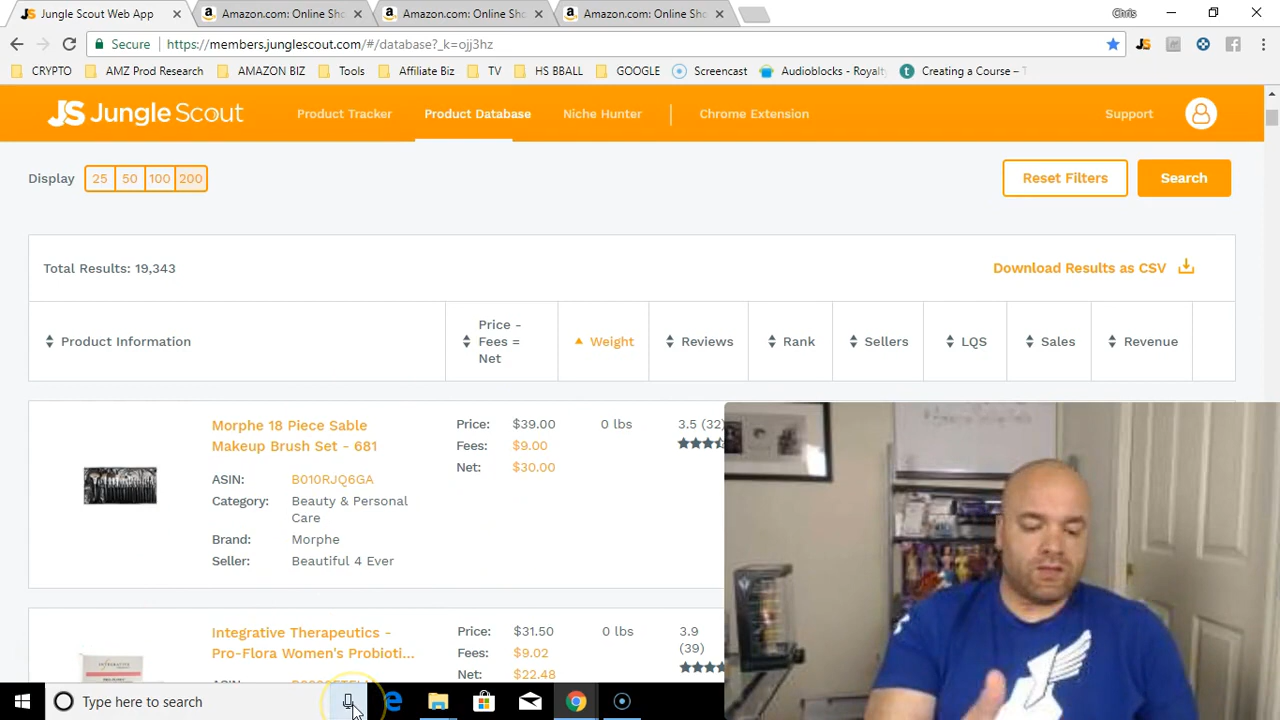 Jungle Scout Web App
Amazon.com: Online Sho
Amazon.com: Online Sho
Amazon.com: Online Sho
Chris
Secure
https://members.junglescout.com/#/database?_k=ojj3hz
CRYPTO
AMZ Prod Research
AMAZON BIZ
Tools
Affiliate Biz
TV
HS BBALL
GOOGLE
Screencast
Audioblocks - Royalt
Creating a Course – T
JS Jungle Scout
Product Tracker
Product Database
Niche Hunter
Chrome Extension
Support
Display
25
50
100
200
Reset Filters
Search
Total Results: 19,343
Download Results as CSV
Product Information
Price -
Fees =
Net
Weight
Reviews
Rank
Sellers
LQS
Sales
Revenue
Morphe 18 Piece Sable
Makeup Brush Set - 681
ASIN: B010RJQ6GA
Category: Beauty & Personal
Care
Brand: Morphe
Seller: Beautiful 4 Ever
Price: $39.00
Fees: $9.00
Net: $30.00
0 lbs
3.5 (32)
Integrative Therapeutics -
Pro-Flora Women's Probioti...
Price: $31.50
Fees: $9.02
Net: $22.48
0 lbs
3.9
(39)
Type here to search